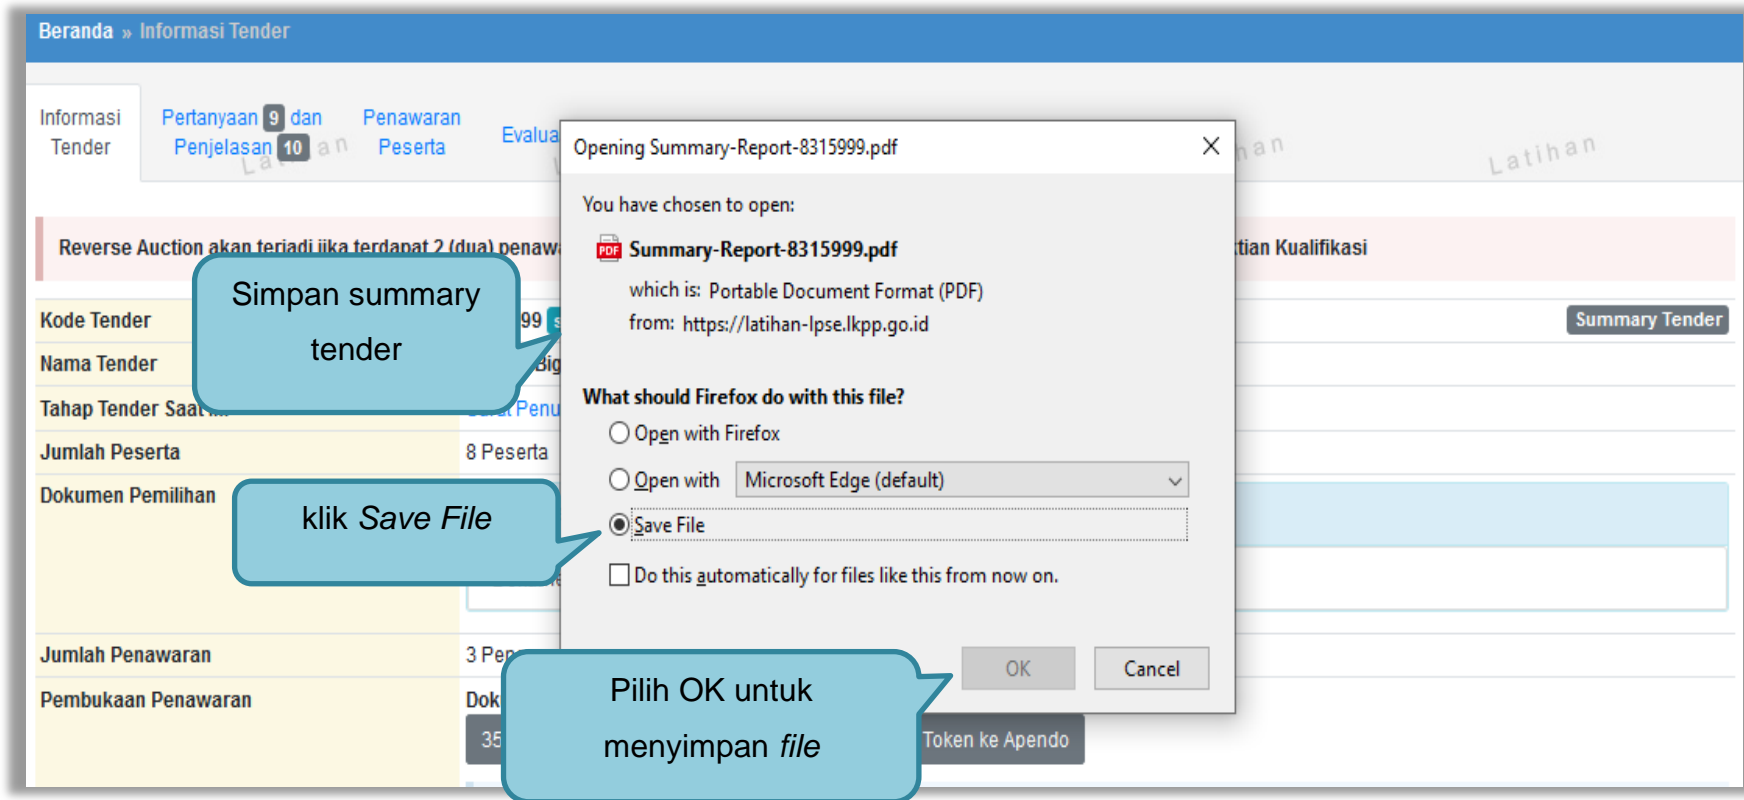 Beranda » Informasi Tender
Informasi Tender
Pertanyaan 9 dan Penjelasan 10
Penawaran Peserta
Latihan
Opening Summary-Report-8315999.pdf
You have chosen to open:
Summary-Report-8315999.pdf
which is: Portable Document Format (PDF)
from: https://latihan-lpse.lkpp.go.id
What should Firefox do with this file?
Open with Firefox
Open with Microsoft Edge (default)
Save File
Do this automatically for files like this from now on.
OK Cancel
Reverse Auction akan terjadi jika terdapat 2 (dua)
Kualifikasi
Simpan summary
tender
klik Save File
Pilih OK untuk
menyimpan file
Kode Tender 99
Summary Tender
Nama Tender
Tahap Tender
Jumlah Peserta 8 Peserta
Dokumen Pemilihan
Jumlah Penawaran 3
Pembukaan Penawaran
35
Token ke Apendo